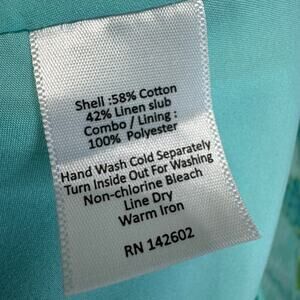 Shell :58% Cotton
42% Linen slub
Combo / Lining :
100% Polyester
Hand Wash Cold Separately
Turn Inside Out For Washing
Non-chlorine Bleach
Line Dry
Warm Iron
RN 142602